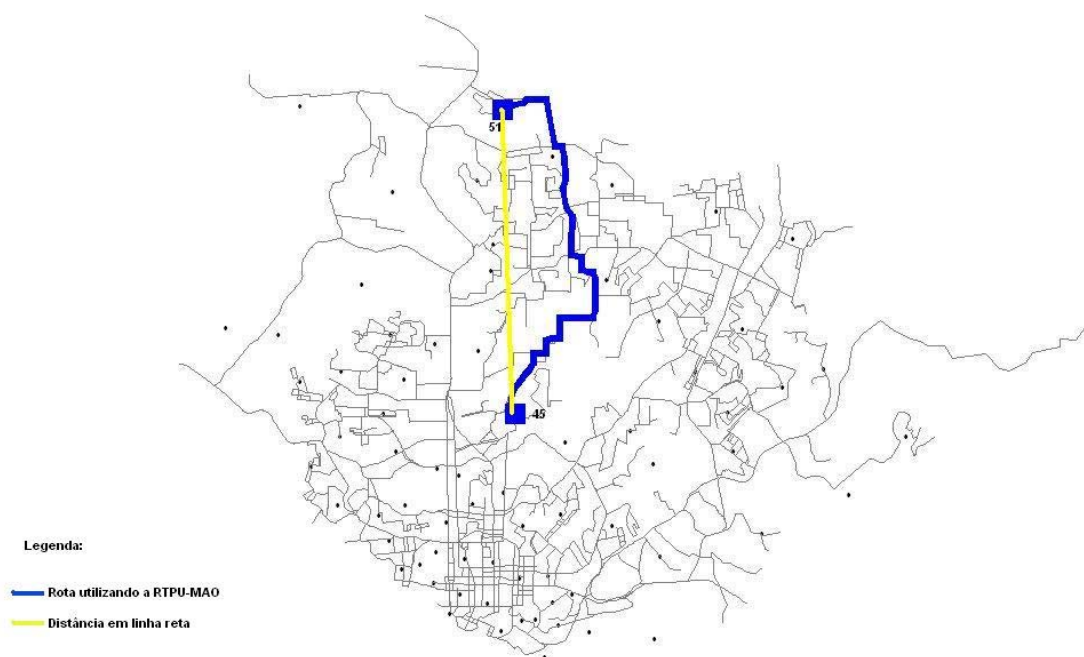 51
45
Legenda:
Rota utilizando a RTPU-MAO
Distância em linha reta